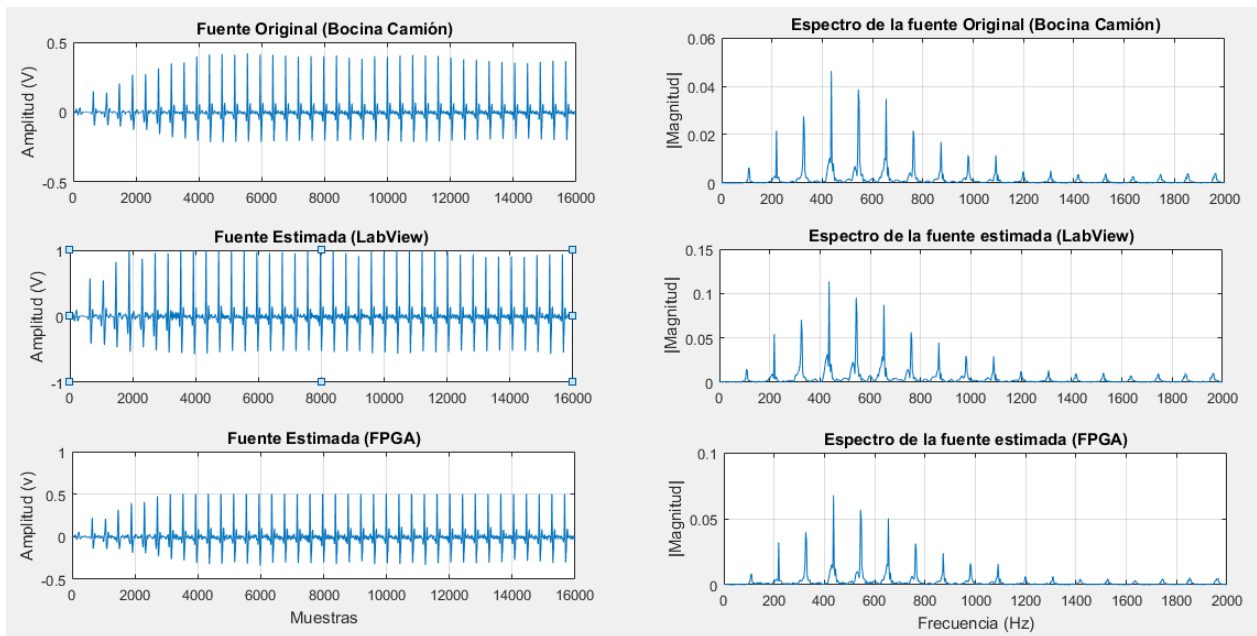 Fuente Original (Bocina Camión)
Amplitud (V)
0.5
0
-0.5
0 2000 4000 6000 8000 10000 12000 14000 16000
Espectro de la fuente Original (Bocina Camión)
|Magnitud|
0.06
0.04
0.02
0
0 200 400 600 800 1000 1200 1400 1600 1800 2000
Fuente Estimada (LabView)
Amplitud (V)
1
0
-1
0 2000 4000 6000 8000 10000 12000 14000 16000
Espectro de la fuente estimada (LabView)
|Magnitud|
0.15
0.1
0.05
0
0 200 400 600 800 1000 1200 1400 1600 1800 2000
Fuente Estimada (FPGA)
Amplitud (v)
1
0.5
0
-0.5
0 2000 4000 6000 8000 10000 12000 14000 16000
Muestras
Espectro de la fuente estimada (FPGA)
|Magnitud|
0.1
0.05
0
0 200 400 600 800 1000 1200 1400 1600 1800 2000
Frecuencia (Hz)